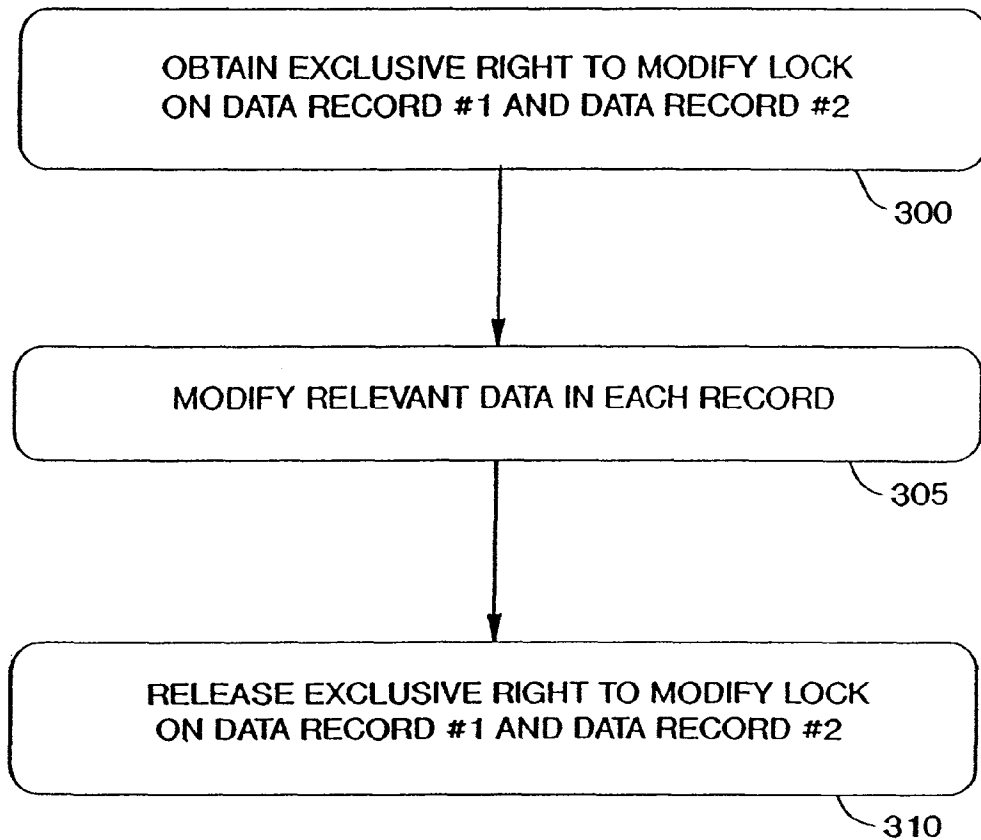 OBTAIN EXCLUSIVE RIGHT TO MODIFY LOCK
ON DATA RECORD #1 AND DATA RECORD #2
300
MODIFY RELEVANT DATA IN EACH RECORD
305
RELEASE EXCLUSIVE RIGHT TO MODIFY LOCK
ON DATA RECORD #1 AND DATA RECORD #2
310